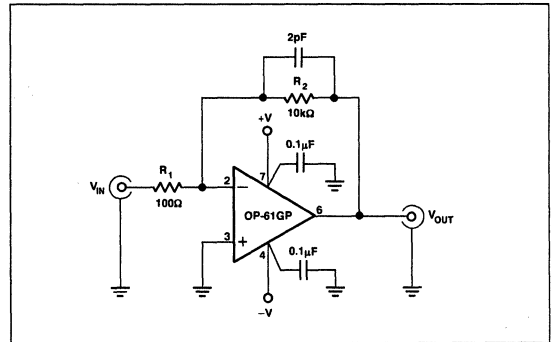 2pF
R2
10kΩ
+V
0.1µF
R1
7
VIN
2
−
100Ω
OP-61GP
6
VOUT
3
+
4
0.1µF
−V